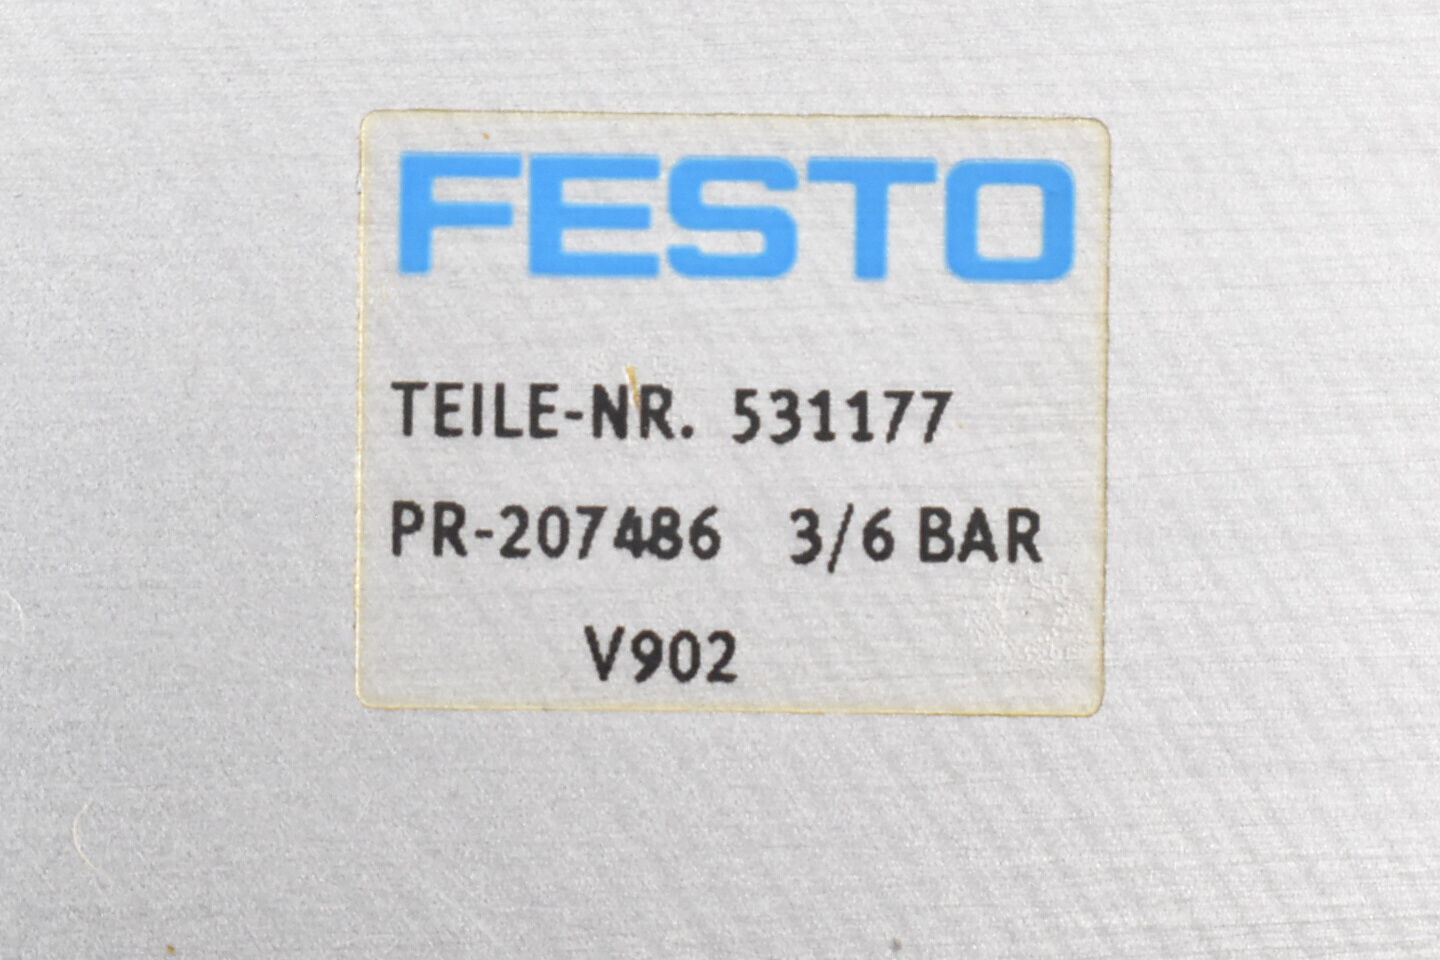 FESTO
TEILE-NR. 531177
PR-207486 3/6 BAR
V902